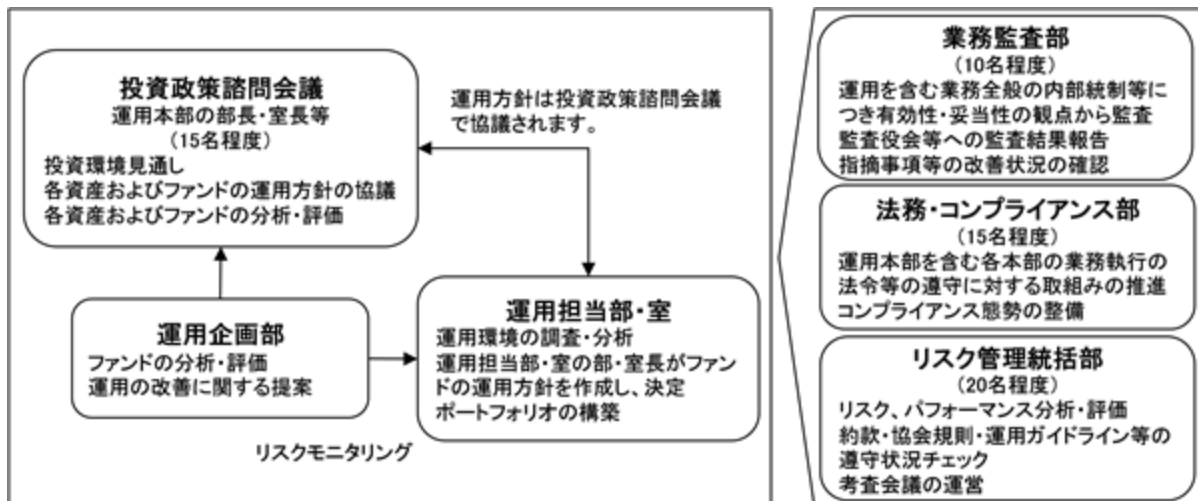 投資政策諮問会議
運用本部の部長・室長等
(15名程度)
投資環境見通し
各資産およびファンドの運用方針の協議
各資産およびファンドの分析・評価
運用方針は投資政策諮問会議
で協議されます。
運用企画部
ファンドの分析・評価
運用の改善に関する提案
運用担当部・室
運用環境の調査・分析
運用担当部・室の部・室長がファン
ドの運用方針を作成し、決定
ポートフォリオの構築
リスクモニタリング
業務監査部
(10名程度)
運用を含む業務全般の内部統制等に
つき有効性・妥当性の観点から監査
監査役会等への監査結果報告
指摘事項等の改善状況の確認
法務・コンプライアンス部
(15名程度)
運用本部を含む各本部の業務執行の
法令等の遵守に対する取組みの推進
コンプライアンス態勢の整備
リスク管理統括部
(20名程度)
リスク、パフォーマンス分析・評価
約款・協会規則・運用ガイドライン等の
遵守状況チェック
考査会議の運営